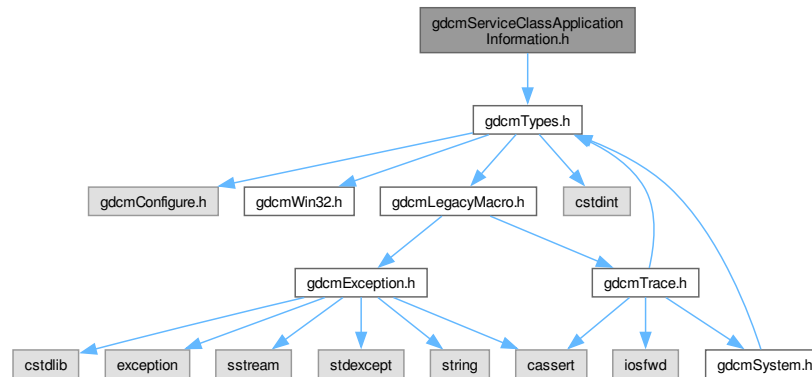 gdcmServiceClassApplication
Information.h
gdcmTypes.h
gdcmConfigure.h
gdcmWin32.h
gdcmLegacyMacro.h
cstdint
gdcmException.h
gdcmTrace.h
cstdlib
exception
sstream
stdexcept
string
cassert
iosfwd
gdcmSystem.h